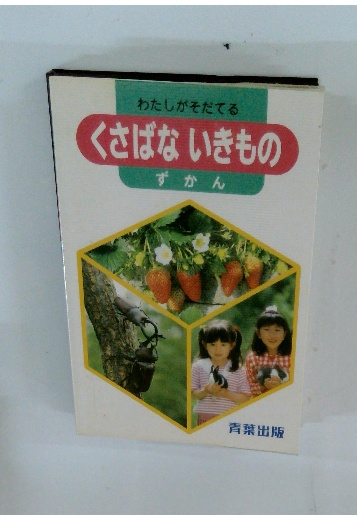 わたしがそだてる
くさばな いきもの
ずかん
青葉出版